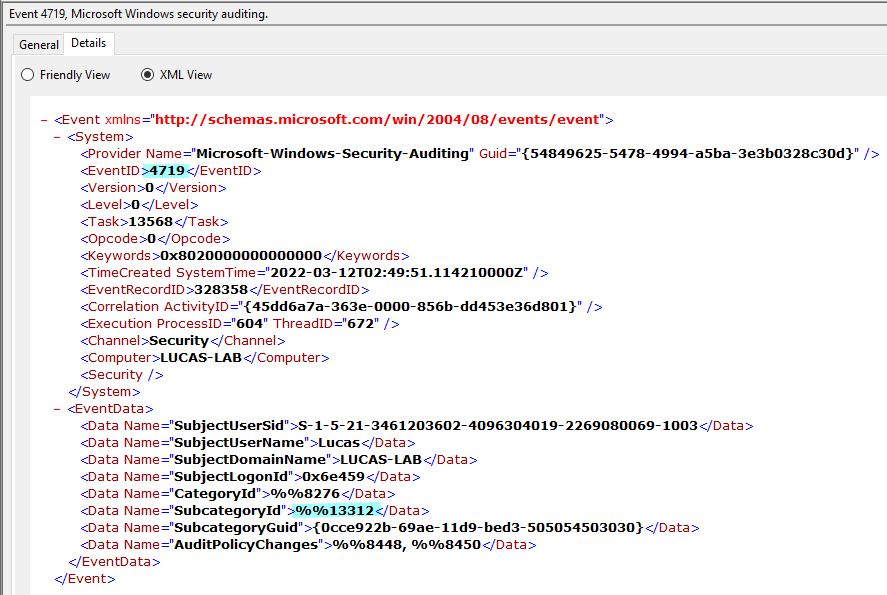 Event 4719, Microsoft Windows security auditing.
General Details
Friendly View XML View
- <Event xmlns="http://schemas.microsoft.com/win/2004/08/events/event">
- <System>
<Provider Name="Microsoft-Windows-Security-Auditing" Guid="{54849625-5478-4994-a5ba-3e3b0328c30d}" />
<EventID>4719</EventID>
<Version>0</Version>
<Level>0</Level>
<Task>13568</Task>
<Opcode>0</Opcode>
<Keywords>0x8020000000000000</Keywords>
<TimeCreated SystemTime="2022-03-12T02:49:51.114210000Z" />
<EventRecordID>328358</EventRecordID>
<Correlation ActivityID="{45dd6a7a-363e-0000-856b-dd453e36d801}" />
<Execution ProcessID="604" ThreadID="672" />
<Channel>Security</Channel>
<Computer>LUCAS-LAB</Computer>
<Security />
</System>
- <EventData>
<Data Name="SubjectUserSid">S-1-5-21-3461203602-4096304019-2269080069-1003</Data>
<Data Name="SubjectUserName">Lucas</Data>
<Data Name="SubjectDomainName">LUCAS-LAB</Data>
<Data Name="SubjectLogonId">0x6e459</Data>
<Data Name="CategoryId">%%8276</Data>
<Data Name="SubcategoryId">%%13312</Data>
<Data Name="SubcategoryGuid">{0cce922b-69ae-11d9-bed3-505054503030}</Data>
<Data Name="AuditPolicyChanges">%%8448, %%8450</Data>
</EventData>
</Event>